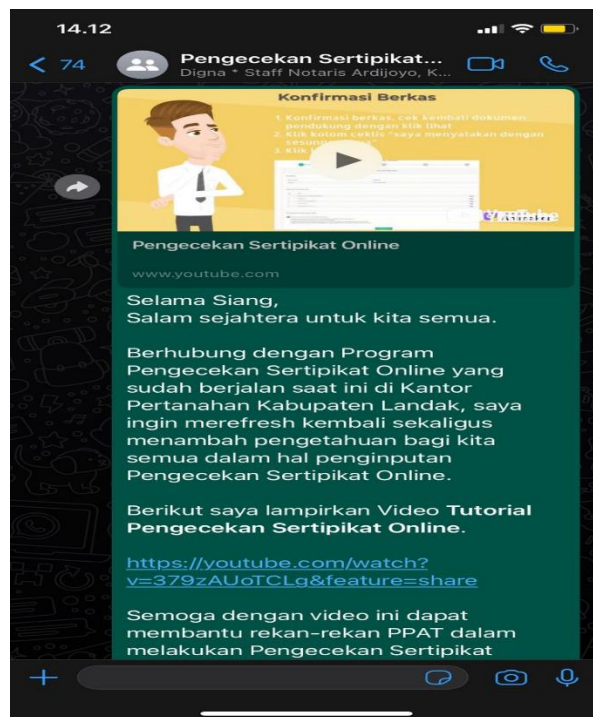 14.12
74
Pengecekan Sertipikat...
Digna * Staff Notaris Ardijoyo, K...
Konfirmasi Berkas
1. Konfirmasi berkas, cek kembali dokumen
pendukung dengan klik lihat
2. Klik kolom ceklis "saya menyatakan dengan
3. Klik
YouTube
Pengecekan Sertipikat Online
www.youtube.com
Selama Siang,
Salam sejahtera untuk kita semua.
Berhubung dengan Program
Pengecekan Sertipikat Online yang
sudah berjalan saat ini di Kantor
Pertanahan Kabupaten Landak, saya
ingin merefresh kembali sekaligus
menambah pengetahuan bagi kita
semua dalam hal penginputan
Pengecekan Sertipikat Online.
Berikut saya lampirkan Video Tutorial
Pengecekan Sertipikat Online.
https://youtube.com/watch?
v=379zAUoTCLg&feature=share
Semoga dengan video ini dapat
membantu rekan-rekan PPAT dalam
melakukan Pengecekan Sertipikat